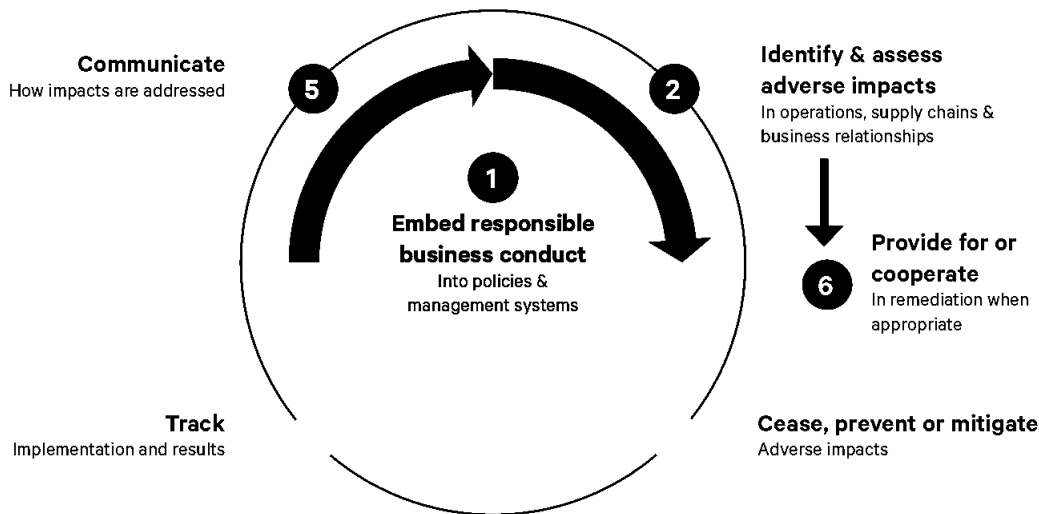 Communicate
How impacts are addressed
5
2
Identify & assess
adverse impacts
In operations, supply chains &
business relationships
1
Embed responsible
business conduct
Into policies &
management systems
6
Provide for or
cooperate
In remediation when
appropriate
Track
Implementation and results
Cease, prevent or mitigate
Adverse impacts